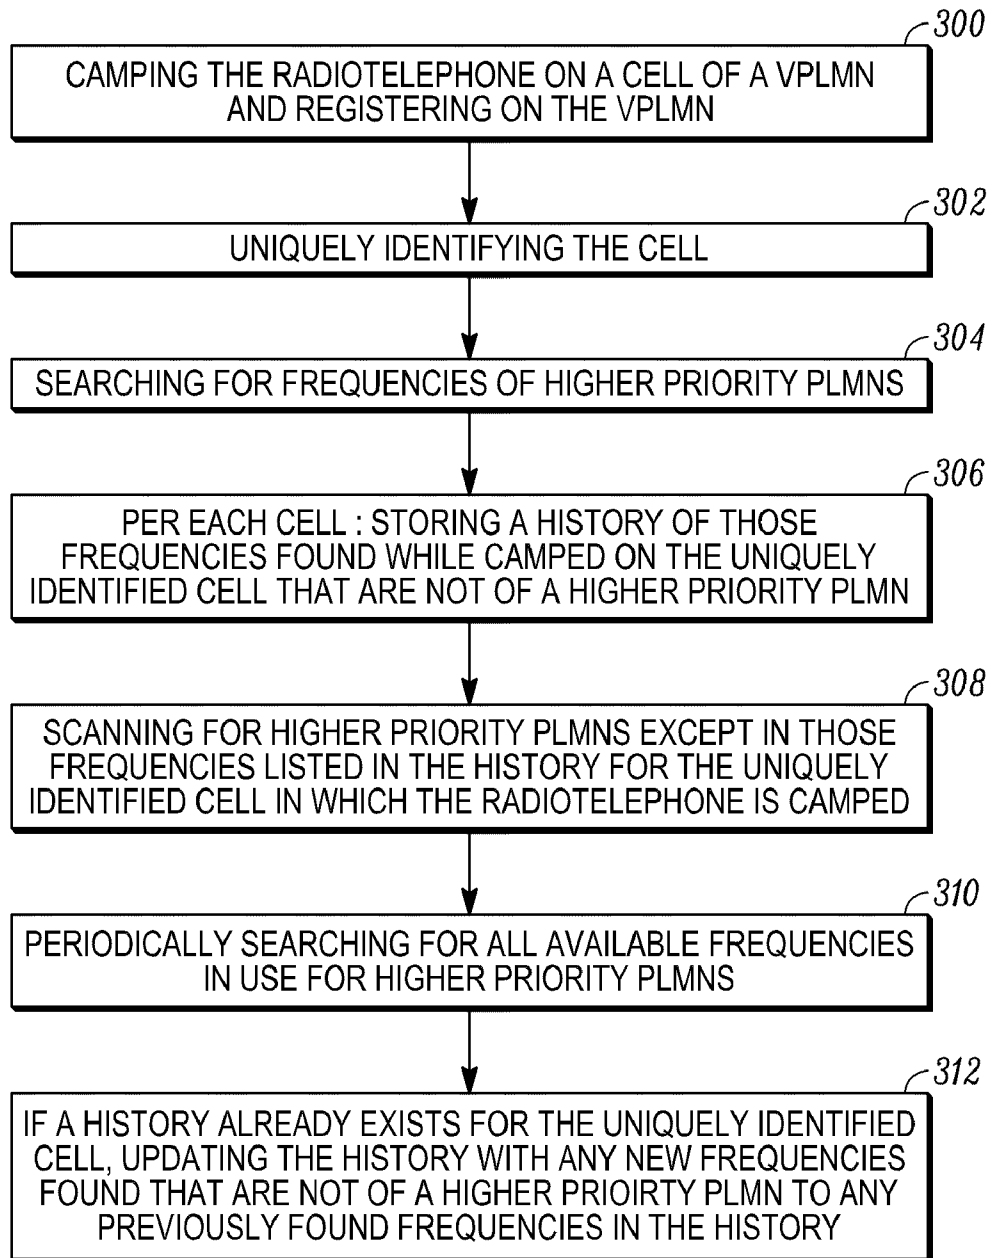 300
CAMPING THE RADIOTELEPHONE ON A CELL OF A VPLMN
AND REGISTERING ON THE VPLMN
302
UNIQUELY IDENTIFYING THE CELL
304
SEARCHING FOR FREQUENCIES OF HIGHER PRIORITY PLMNS
306
PER EACH CELL : STORING A HISTORY OF THOSE
FREQUENCIES FOUND WHILE CAMPED ON THE UNIQUELY
IDENTIFIED CELL THAT ARE NOT OF A HIGHER PRIORITY PLMN
308
SCANNING FOR HIGHER PRIORITY PLMNS EXCEPT IN THOSE
FREQUENCIES LISTED IN THE HISTORY FOR THE UNIQUELY
IDENTIFIED CELL IN WHICH THE RADIOTELEPHONE IS CAMPED
310
PERIODICALLY SEARCHING FOR ALL AVAILABLE FREQUENCIES
IN USE FOR HIGHER PRIORITY PLMNS
312
IF A HISTORY ALREADY EXISTS FOR THE UNIQUELY IDENTIFIED
CELL, UPDATING THE HISTORY WITH ANY NEW FREQUENCIES
FOUND THAT ARE NOT OF A HIGHER PRIOIRTY PLMN TO ANY
PREVIOUSLY FOUND FREQUENCIES IN THE HISTORY